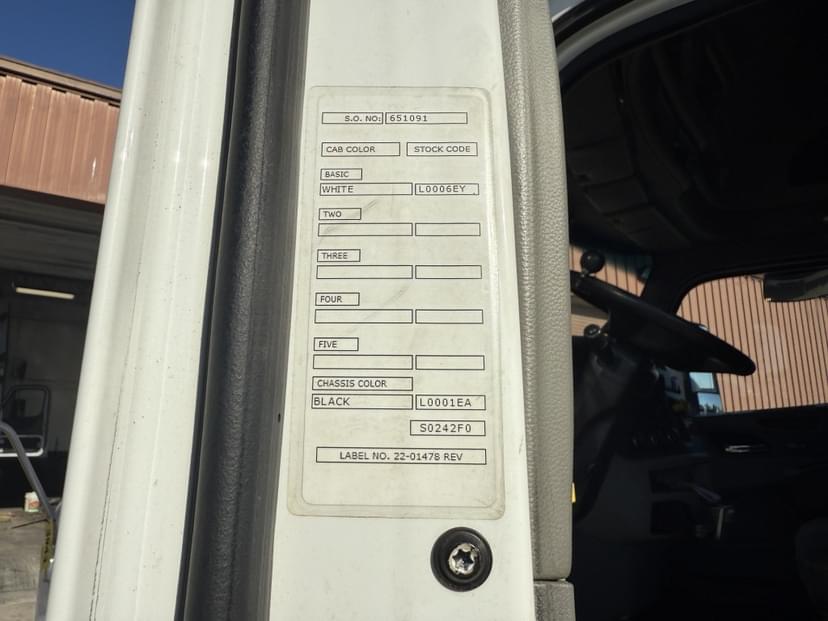 S.O. NO: 651091
CAB COLOR STOCK CODE
BASIC
WHITE L0006EY
TWO
THREE
FOUR
FIVE
CHASSIS COLOR
BLACK L0001EA
S0242F0
LABEL NO. 22-01478 REV